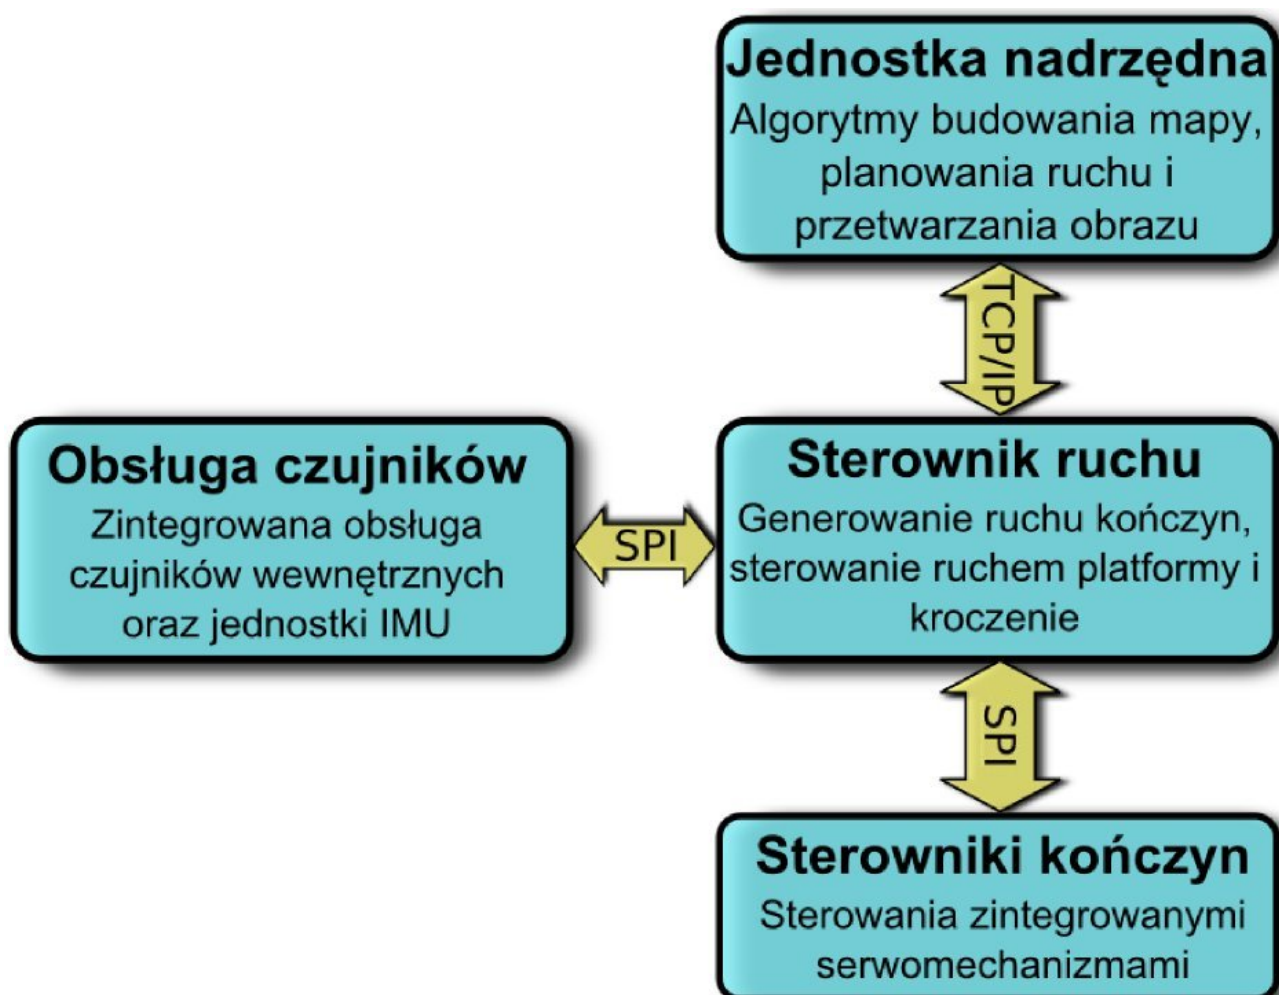 Jednostka nadrzędna
Algorytmy budowania mapy,
planowania ruchu i
przetwarzania obrazu
TCP/IP
Obsługa czujników
Zintegrowana obsługa
czujników wewnętrznych
oraz jednostki IMU
SPI
Sterownik ruchu
Generowanie ruchu kończyn,
sterowanie ruchem platformy i
kroczenie
SPI
Sterowniki kończyn
Sterowania zintegrowanymi
serwomechanizmami